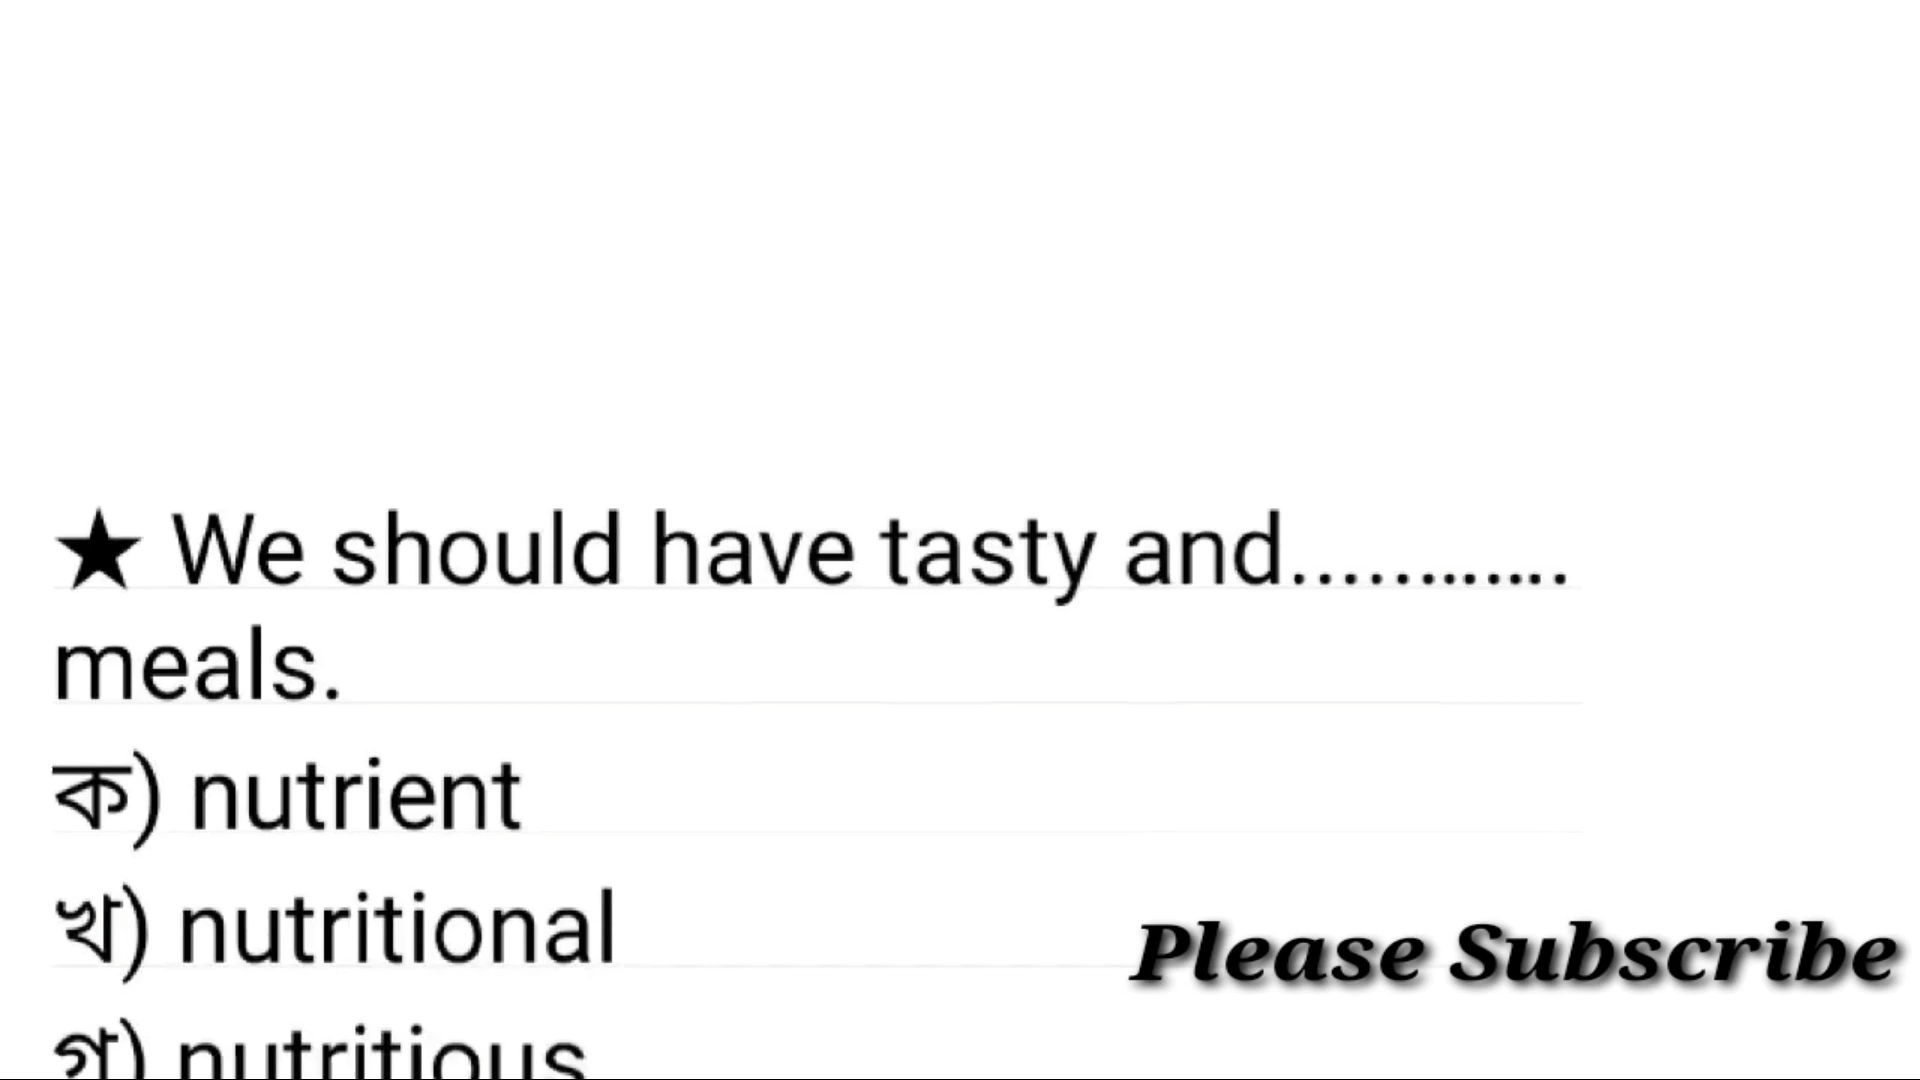 ★ We should have tasty and............
meals.
ক) nutrient
খ) nutritional
গ) nutritious
Please Subscribe